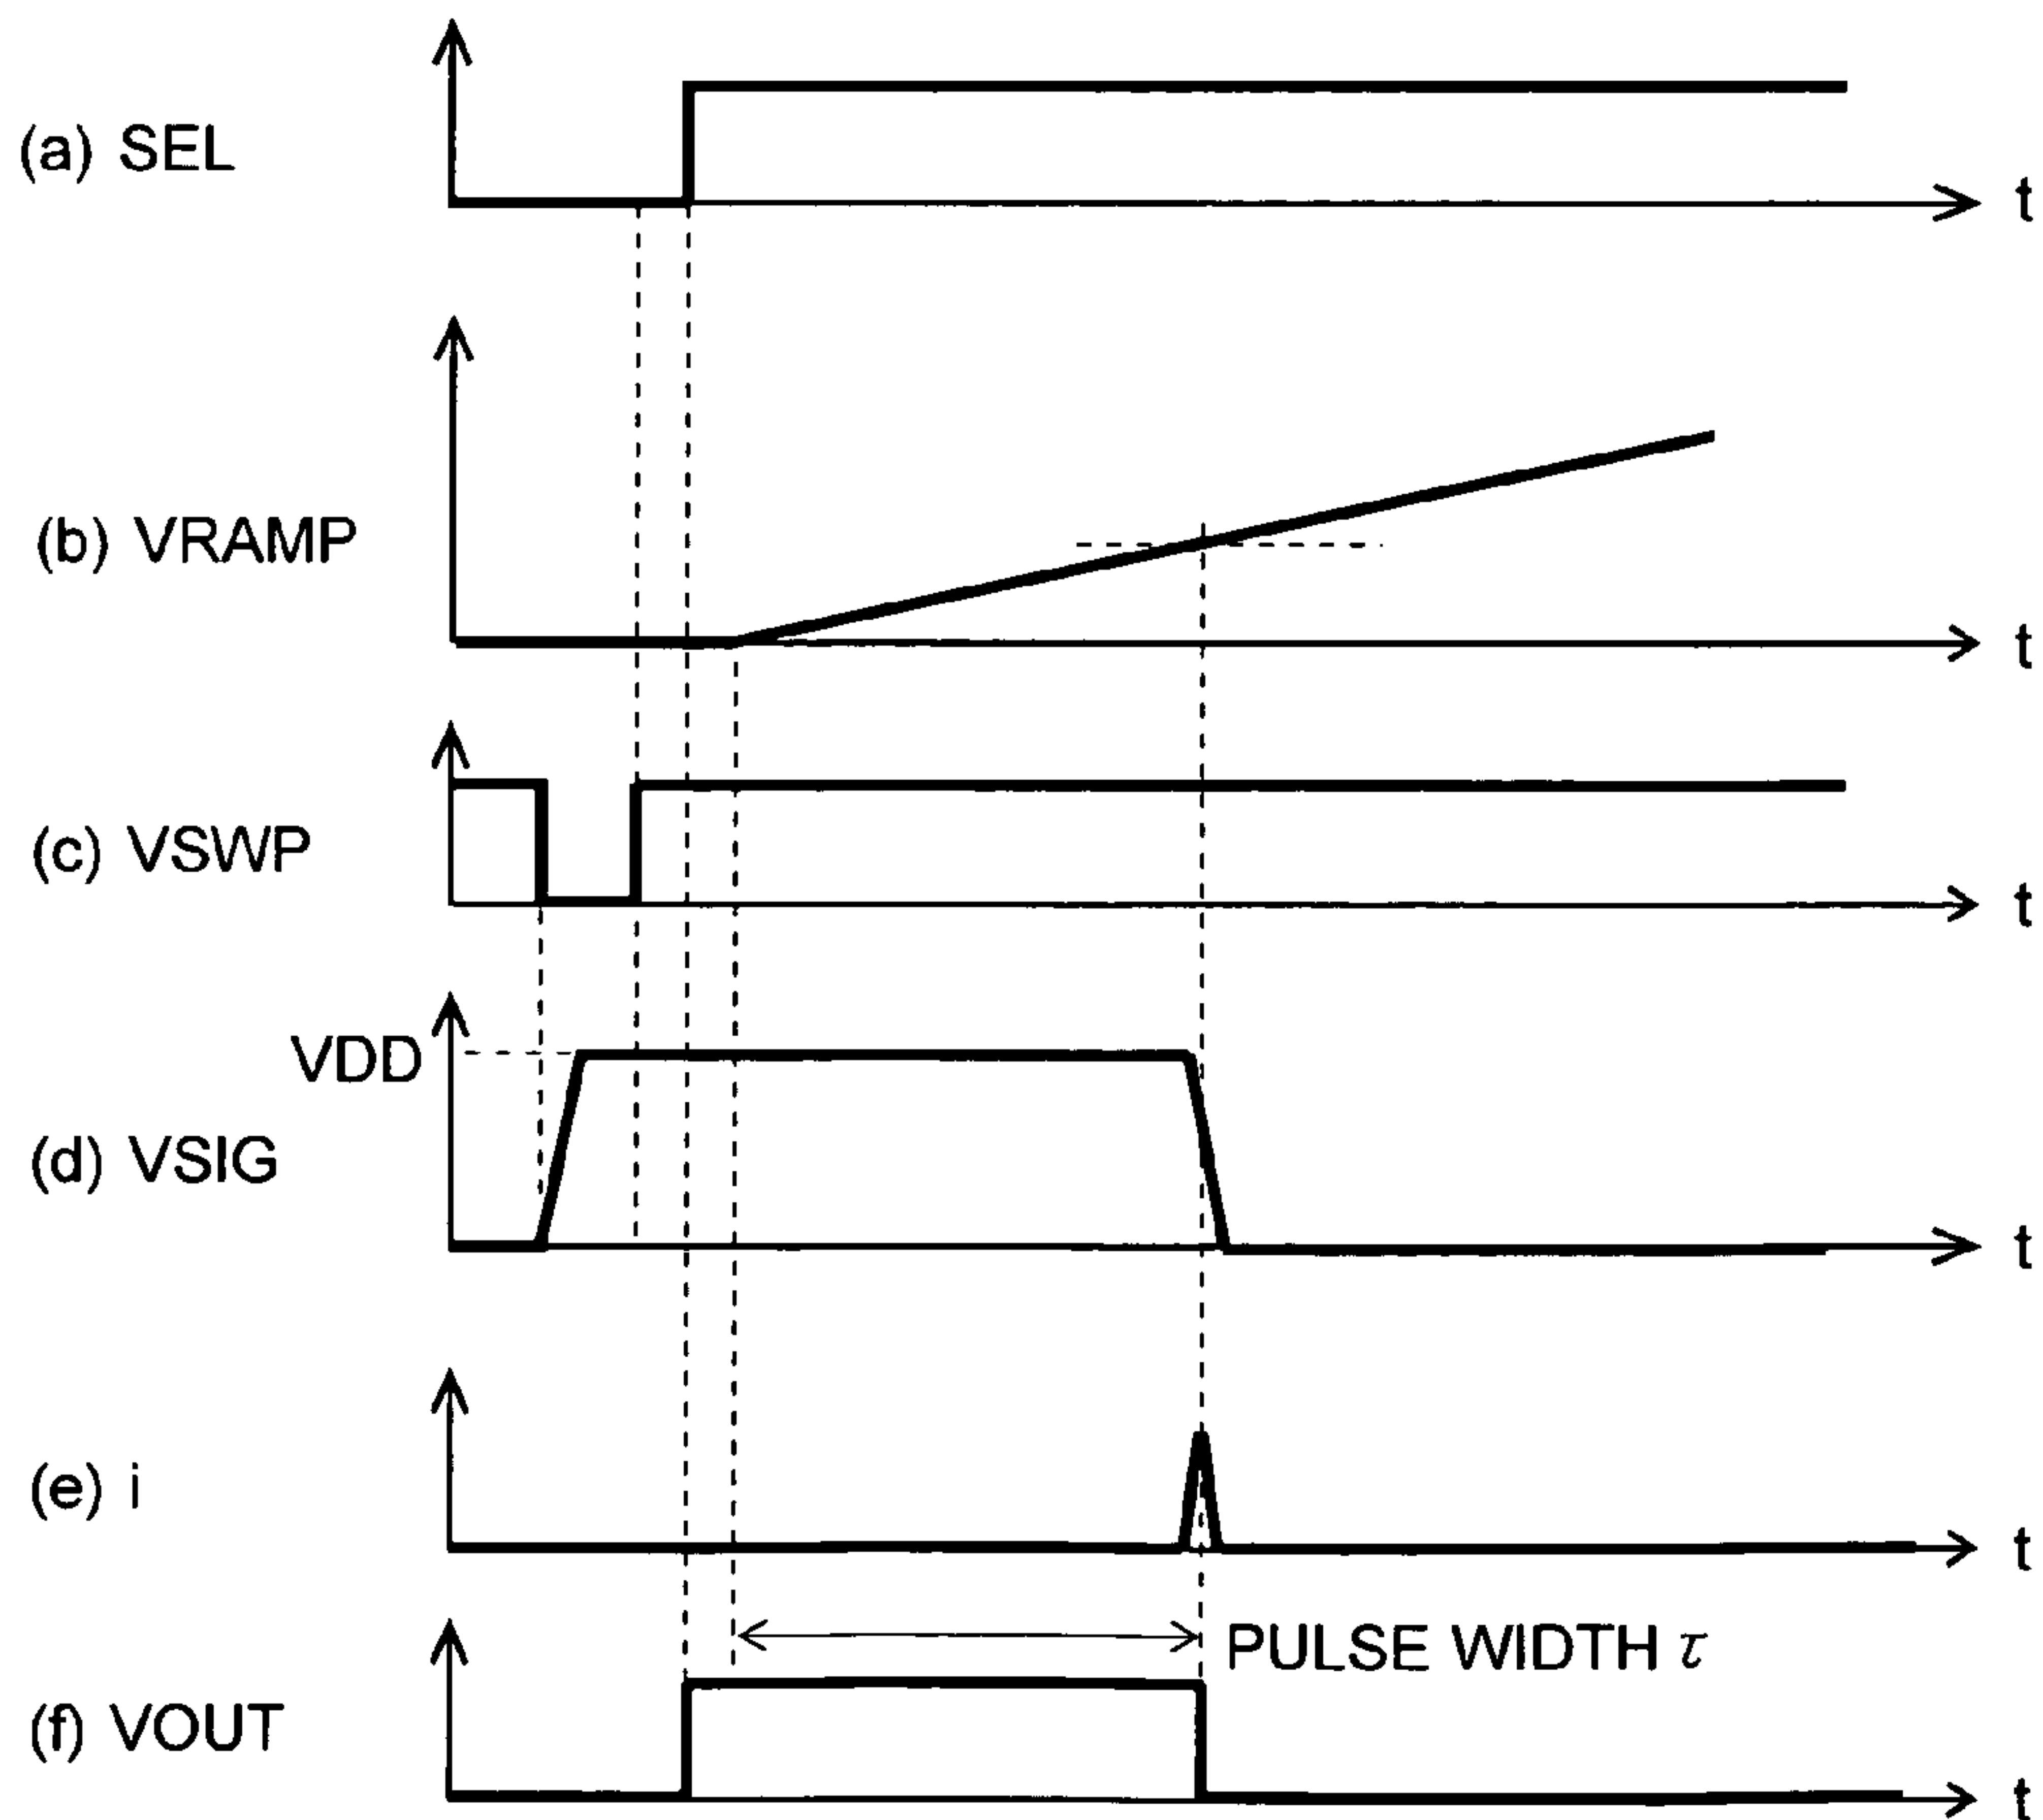 (a) SEL
t
(b) VRAMP
t
(c) VSWP
t
VDD
(d) VSIG
t
(e) i
t
PULSE WIDTH τ
(f) VOUT
t